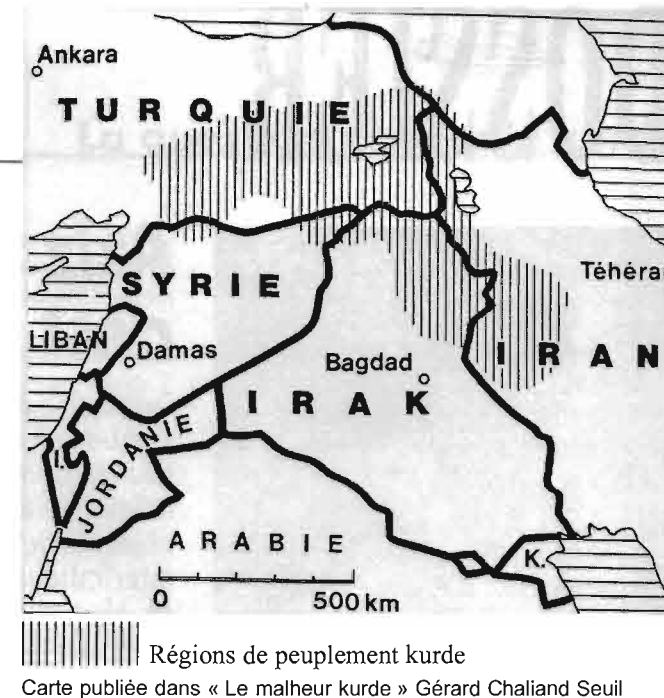 Ankara
TURQUIE
SYRIE
Téhéra
LIBAN
Damas
Bagdad
IRAN
IRAK
JORDANIE
I.
ARABIE
K.
0 500 km
Régions de peuplement kurde
Carte publiée dans « Le malheur kurde » Gérard Chaliand Seuil